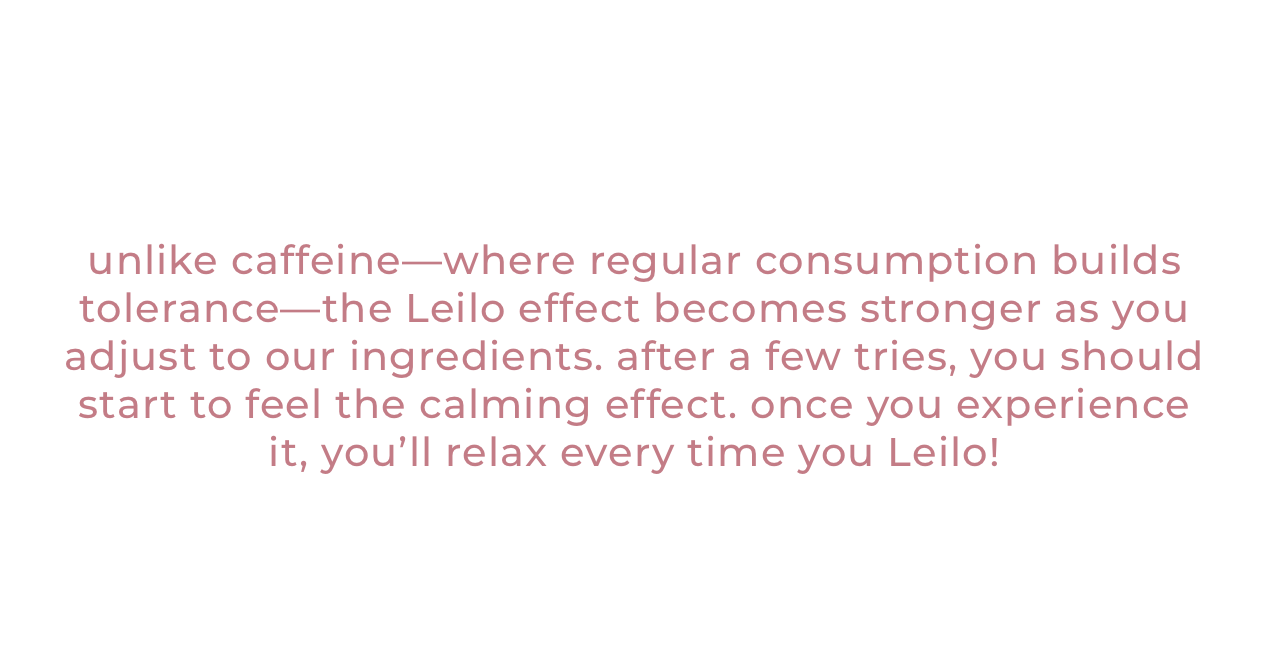 unlike caffeine—where regular consumption builds
tolerance—the Leilo effect becomes stronger as you
adjust to our ingredients. after a few tries, you should
start to feel the calming effect. once you experience
it, you’ll relax every time you Leilo!